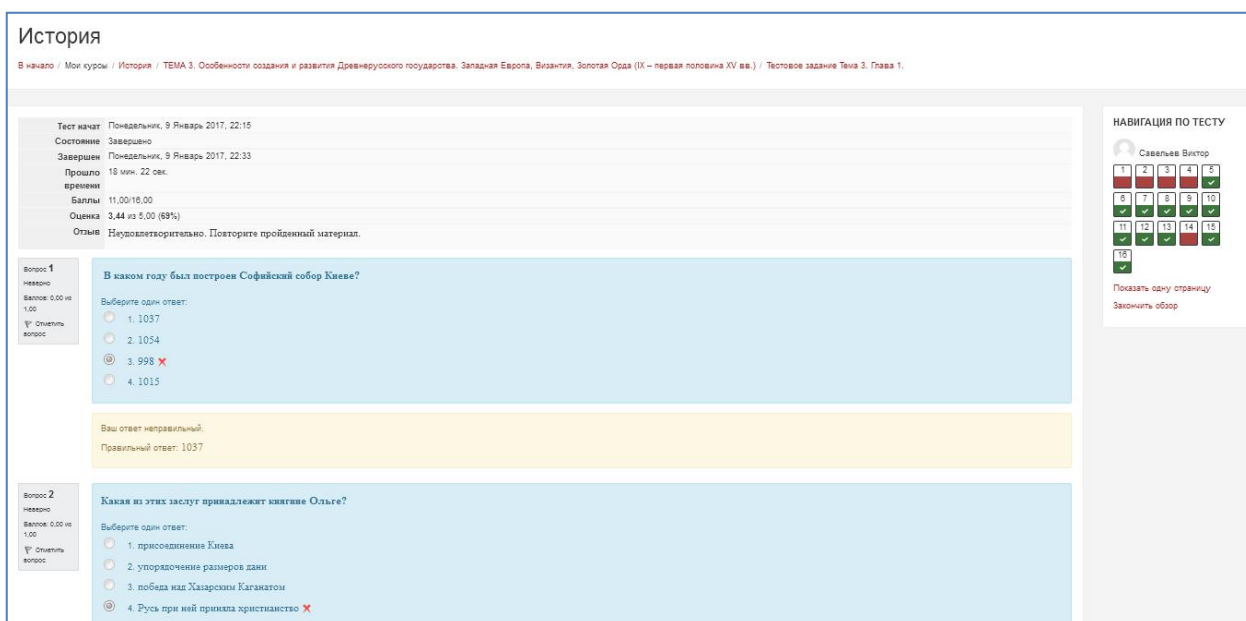 История
В начало / Мои курсы / История / ТЕМА 3. Особенности создания и развития Древнерусского государства. Западная Европа, Византия, Золотая Орда (IX – первая половина XV вв.) / Тестовое задание Тема 3. Глава 1.
Тест начат Понедельник, 9 Январь 2017, 22:15
Состояние Завершено
Завершен Понедельник, 9 Январь 2017, 22:33
Прошло 18 мин. 22 сек.
времени
Баллы 11,00/16,00
Оценка 3,44 из 5,00 (69%)
Отзыв Неудовлетворительно. Повторите пройденный материал.
Вопрос 1
Неверно
Баллов: 0,00 из
1,00
Отметить
вопрос
В каком году был построен Софийский собор Киеве?
Выберите один ответ:
1. 1037
2. 1054
3. 998
4. 1015
Ваш ответ неправильный.
Правильный ответ: 1037
Вопрос 2
Неверно
Баллов: 0,00 из
1,00
Отметить
вопрос
Какая из этих заслуг принадлежит княгине Ольге?
Выберите один ответ:
1. присоединение Киева
2. упорядочение размеров дани
3. победа над Хазарским Каганатом
4. Русь при ней приняла христианство
НАВИГАЦИЯ ПО ТЕСТУ
Савельев Виктор
1 2 3 4 5
6 7 8 9 10
11 12 13 14 15
16
Показать одну страницу
Закончить обзор